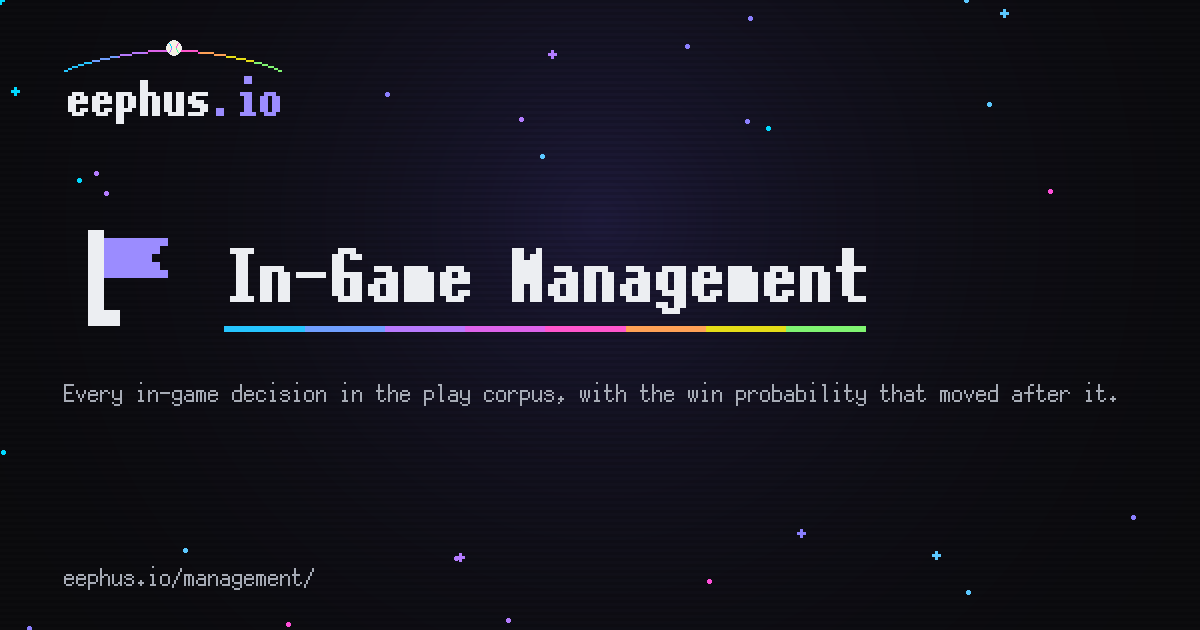 eephus.io
In-Game Management
Every in-game decision in the play corpus, with the win probability that moved after it.
eephus.io/management/